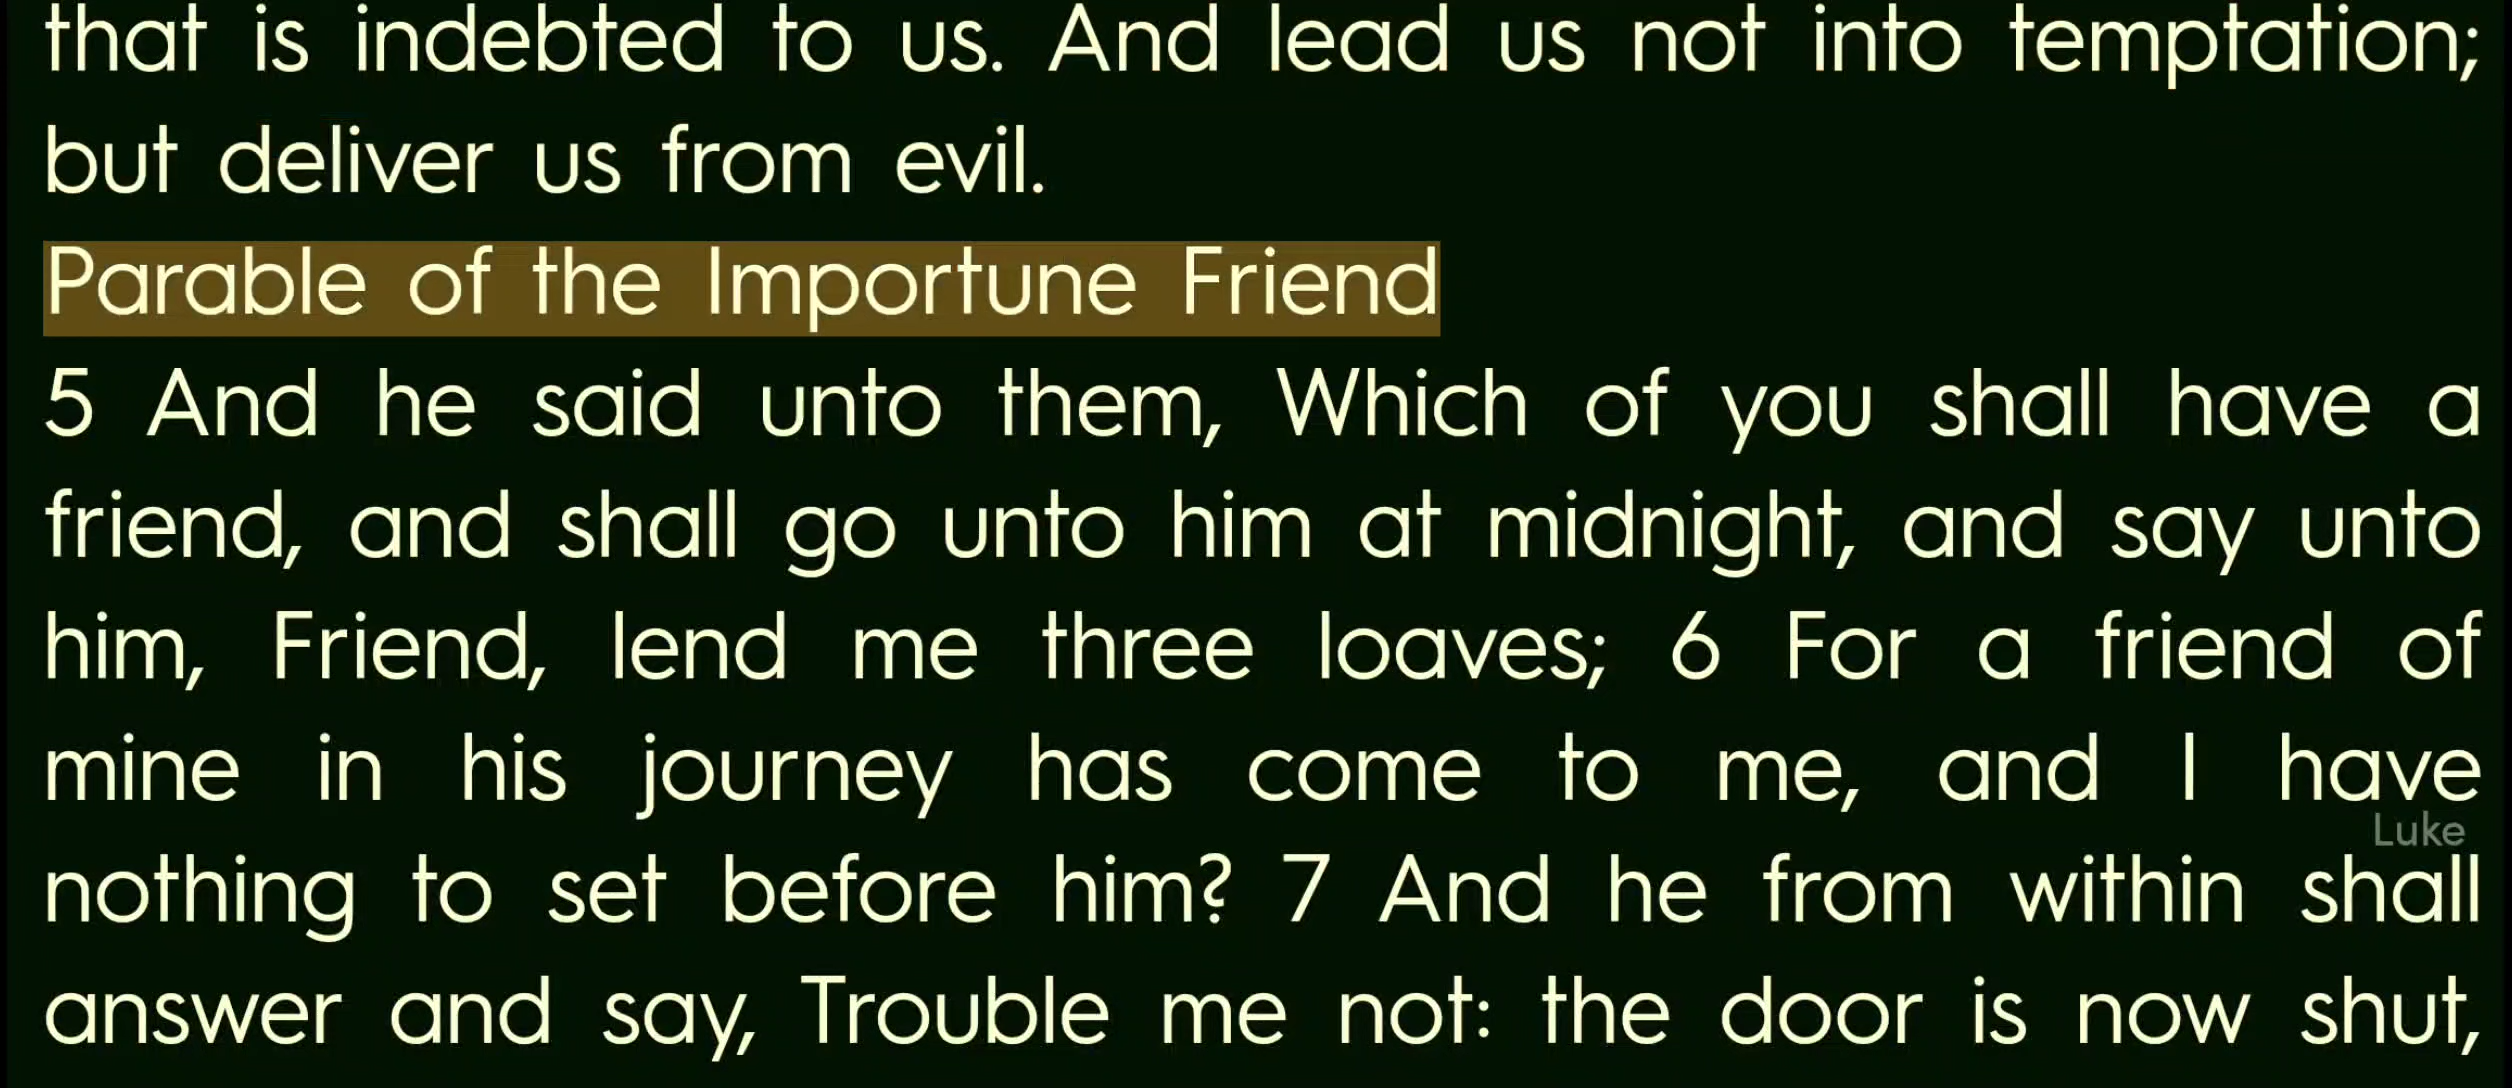 that is indebted to us. And lead us not into temptation;
but deliver us from evil.
Parable of the Importune Friend
5 And he said unto them, Which of you shall have a
friend, and shall go unto him at midnight, and say unto
him, Friend, lend me three loaves; 6 For a friend of
mine in his journey has come to me, and I have
Luke
nothing to set before him? 7 And he from within shall
answer and say, Trouble me not: the door is now shut,